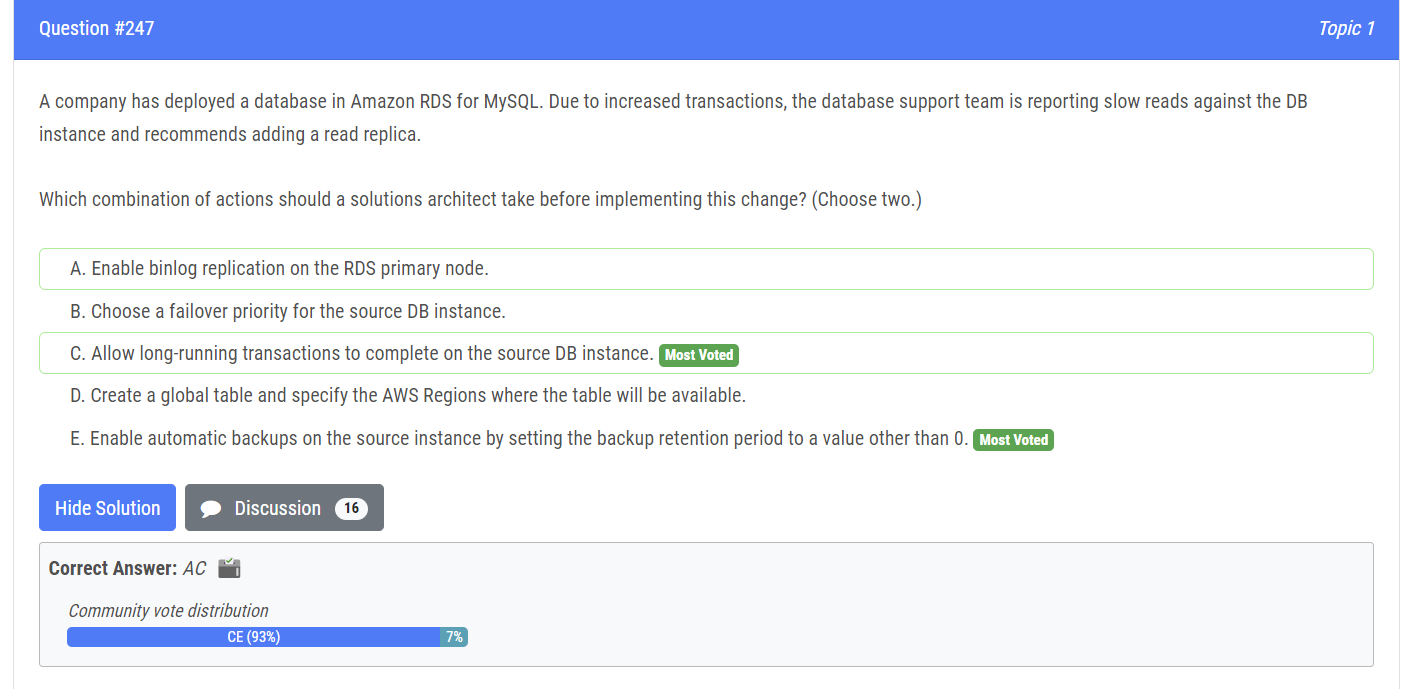 Question #247
Topic 1
A company has deployed a database in Amazon RDS for MySQL. Due to increased transactions, the database support team is reporting slow reads against the DB
instance and recommends adding a read replica.
Which combination of actions should a solutions architect take before implementing this change? (Choose two.)
A. Enable binlog replication on the RDS primary node.
B. Choose a failover priority for the source DB instance.
C. Allow long-running transactions to complete on the source DB instance. Most Voted
D. Create a global table and specify the AWS Regions where the table will be available.
E. Enable automatic backups on the source instance by setting the backup retention period to a value other than 0. Most Voted
Hide Solution
Discussion 16
Correct Answer: AC
Community vote distribution
CE (93%)
7%